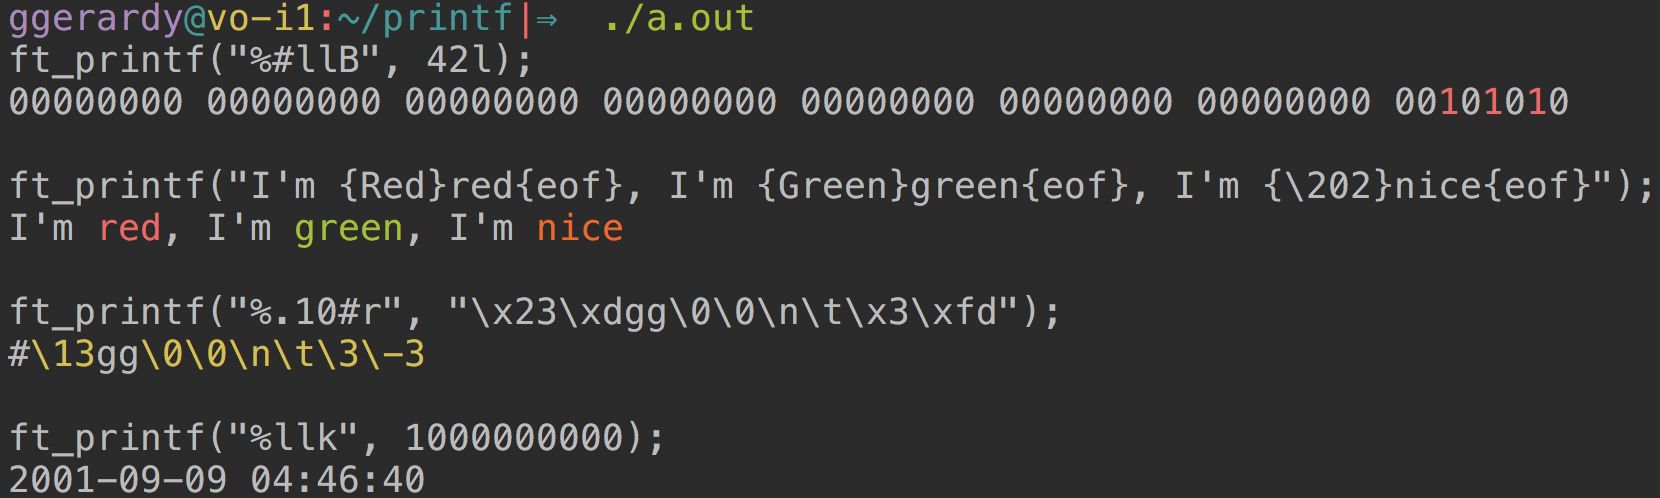 ggerardy@vo-i1:~/printf|⇒  ./a.out
ft_printf("%#llB", 42l);
00000000 00000000 00000000 00000000 00000000 00000000 00000000 00101010
ft_printf("I'm {Red}red{eof}, I'm {Green}green{eof}, I'm {\202}nice{eof}");
I'm red, I'm green, I'm nice
ft_printf("%.10#r", "\x23\xdgg\0\0\n\t\x3\xfd");
#\13gg\0\0\n\t\3\-3
ft_printf("%llk", 1000000000);
2001-09-09 04:46:40